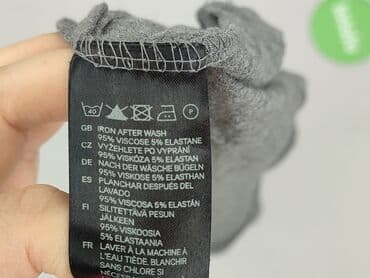 40 P
GB IRON AFTER WASH
95% VISCOSE 5% ELASTANE
CZ VYŽEHLETE PO VYPRÁNÍ
95% VISKÓZA 5% ELASTAN
DE NACH DER WÄSCHE BÜGELN
95% VISKOSE 5% ELASTHAN
ES PLANCHAR DESPUÉS DEL
LAVADO
95% VISCOSA 5% ELASTÁN
FI SILITETTÄVÄ PESUN
JÄLKEEN
95% VISKOOSIA
5% ELASTAANIA
FR LAVER À LA MACHINE À
L'EAU TIÈDE BLANCHIR
SANS CHLORE SI